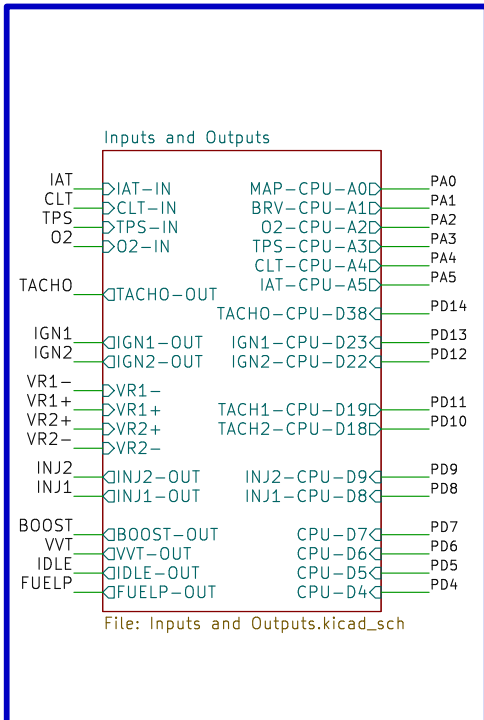 Inputs and Outputs
IAT IAT-IN MAP-CPU-A0 PA0
CLT CLT-IN BRV-CPU-A1 PA1
TPS TPS-IN O2-CPU-A2 PA2
O2 O2-IN TPS-CPU-A3 PA3
CLT-CPU-A4 PA4
IAT-CPU-A5 PA5
TACHO TACHO-OUT
TACHO-CPU-D38 PD14
IGN1 IGN1-OUT IGN1-CPU-D23 PD13
IGN2 IGN2-OUT IGN2-CPU-D22 PD12
VR1- VR1-
VR1+ VR1+ TACH1-CPU-D19 PD11
VR2+ VR2+ TACH2-CPU-D18 PD10
VR2- VR2-
INJ2 INJ2-OUT INJ2-CPU-D9 PD9
INJ1 INJ1-OUT INJ1-CPU-D8 PD8
BOOST BOOST-OUT CPU-D7 PD7
VVT VVT-OUT CPU-D6 PD6
IDLE IDLE-OUT CPU-D5 PD5
FUELP FUELP-OUT CPU-D4 PD4
File: Inputs and Outputs.kicad_sch